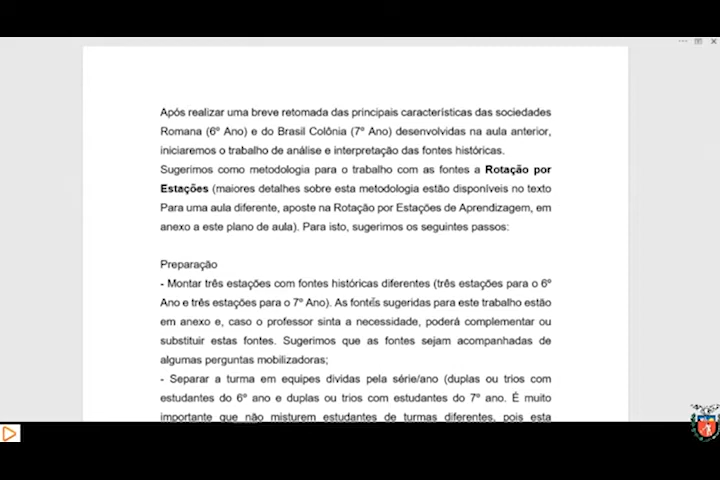 Após realizar uma breve retomada das principais características das sociedades
Romana (6º Ano) e do Brasil Colônia (7º Ano) desenvolvidas na aula anterior,
iniciaremos o trabalho de análise e interpretação das fontes históricas.
Sugerimos como metodologia para o trabalho com as fontes a Rotação por
Estações (maiores detalhes sobre esta metodologia estão disponíveis no texto
Para uma aula diferente, aposte na Rotação por Estações de Aprendizagem, em
anexo a este plano de aula). Para isto, sugerimos os seguintes passos:
Preparação
- Montar três estações com fontes históricas diferentes (três estações para o 6º
Ano e três estações para o 7º Ano). As fontes sugeridas para este trabalho estão
em anexo e, caso o professor sinta a necessidade, poderá complementar ou
substituir estas fontes. Sugerimos que as fontes sejam acompanhadas de
algumas perguntas mobilizadoras;
- Separar a turma em equipes dividas pela série/ano (duplas ou trios com
estudantes do 6º ano e duplas ou trios com estudantes do 7º ano. É muito
importante que não misturem estudantes de turmas diferentes, pois esta